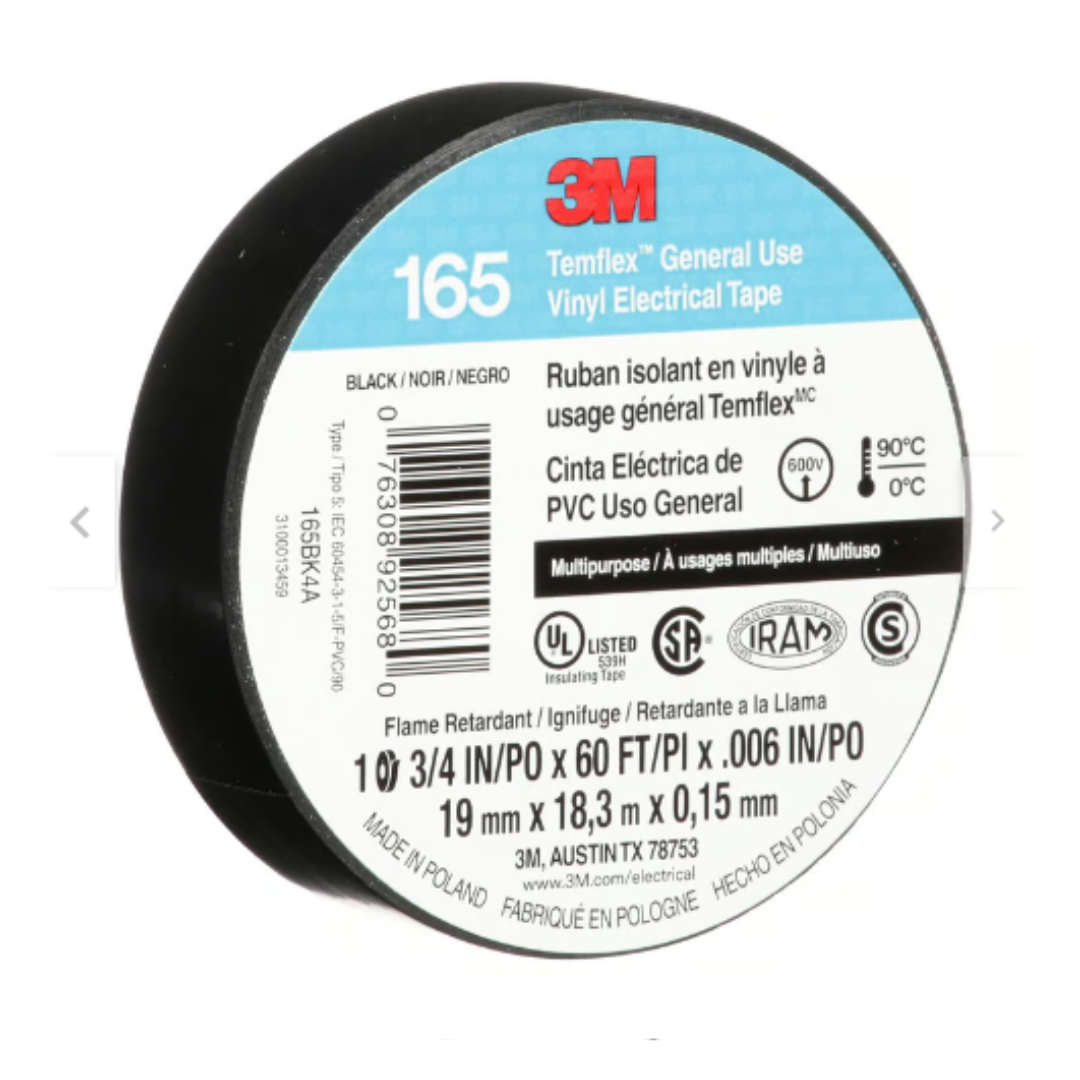 3M
165
Temflex™ General Use
Vinyl Electrical Tape
BLACK / NOIR / NEGRO
Ruban isolant en vinyle à
usage général Temflexᴹᶜ
Cinta Eléctrica de
PVC Uso General
600V
90°C
0°C
Multipurpose / À usages multiples / Multiuso
0 76308 92568 0
Type / Tipo 5: IEC 60454-3-1-5/F-PVC/90
165BK4A
3100013459
UL LISTED
539H
Insulating Tape
SA®
IRAM
S
Flame Retardant / Ignifuge / Retardante a la Llama
1 3/4 IN/PO x 60 FT/PI x .006 IN/PO
19 mm x 18,3 m x 0,15 mm
3M, AUSTIN TX 78753
www.3M.com/electrical
MADE IN POLAND FABRIQUÉ EN POLOGNE HECHO EN POLONIA